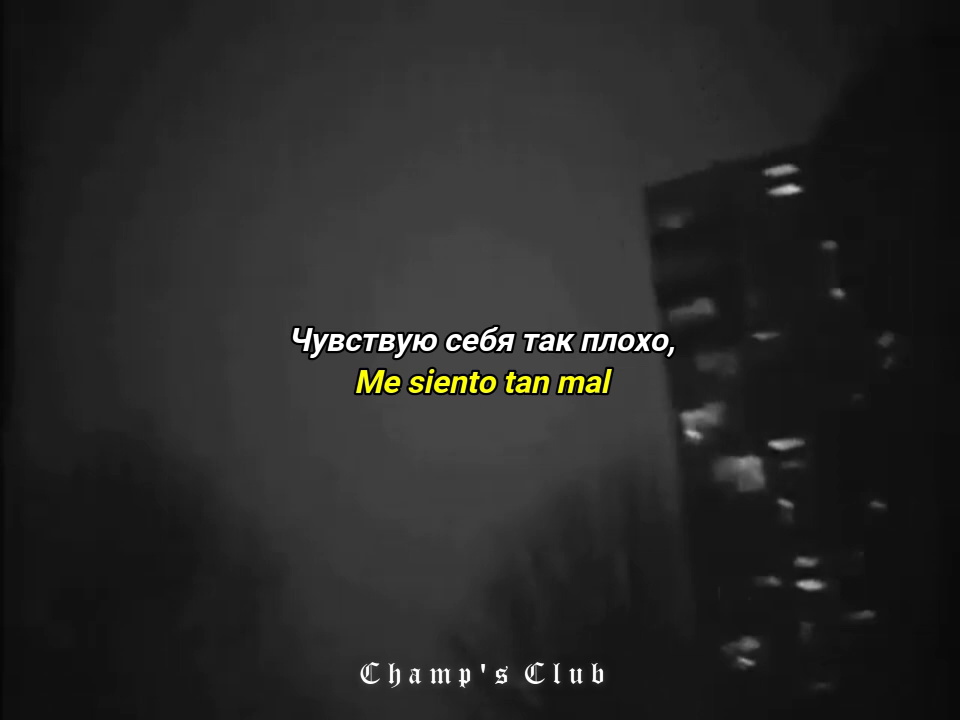 Чувствую себя так плохо,
Me siento tan mal
Champ's Club